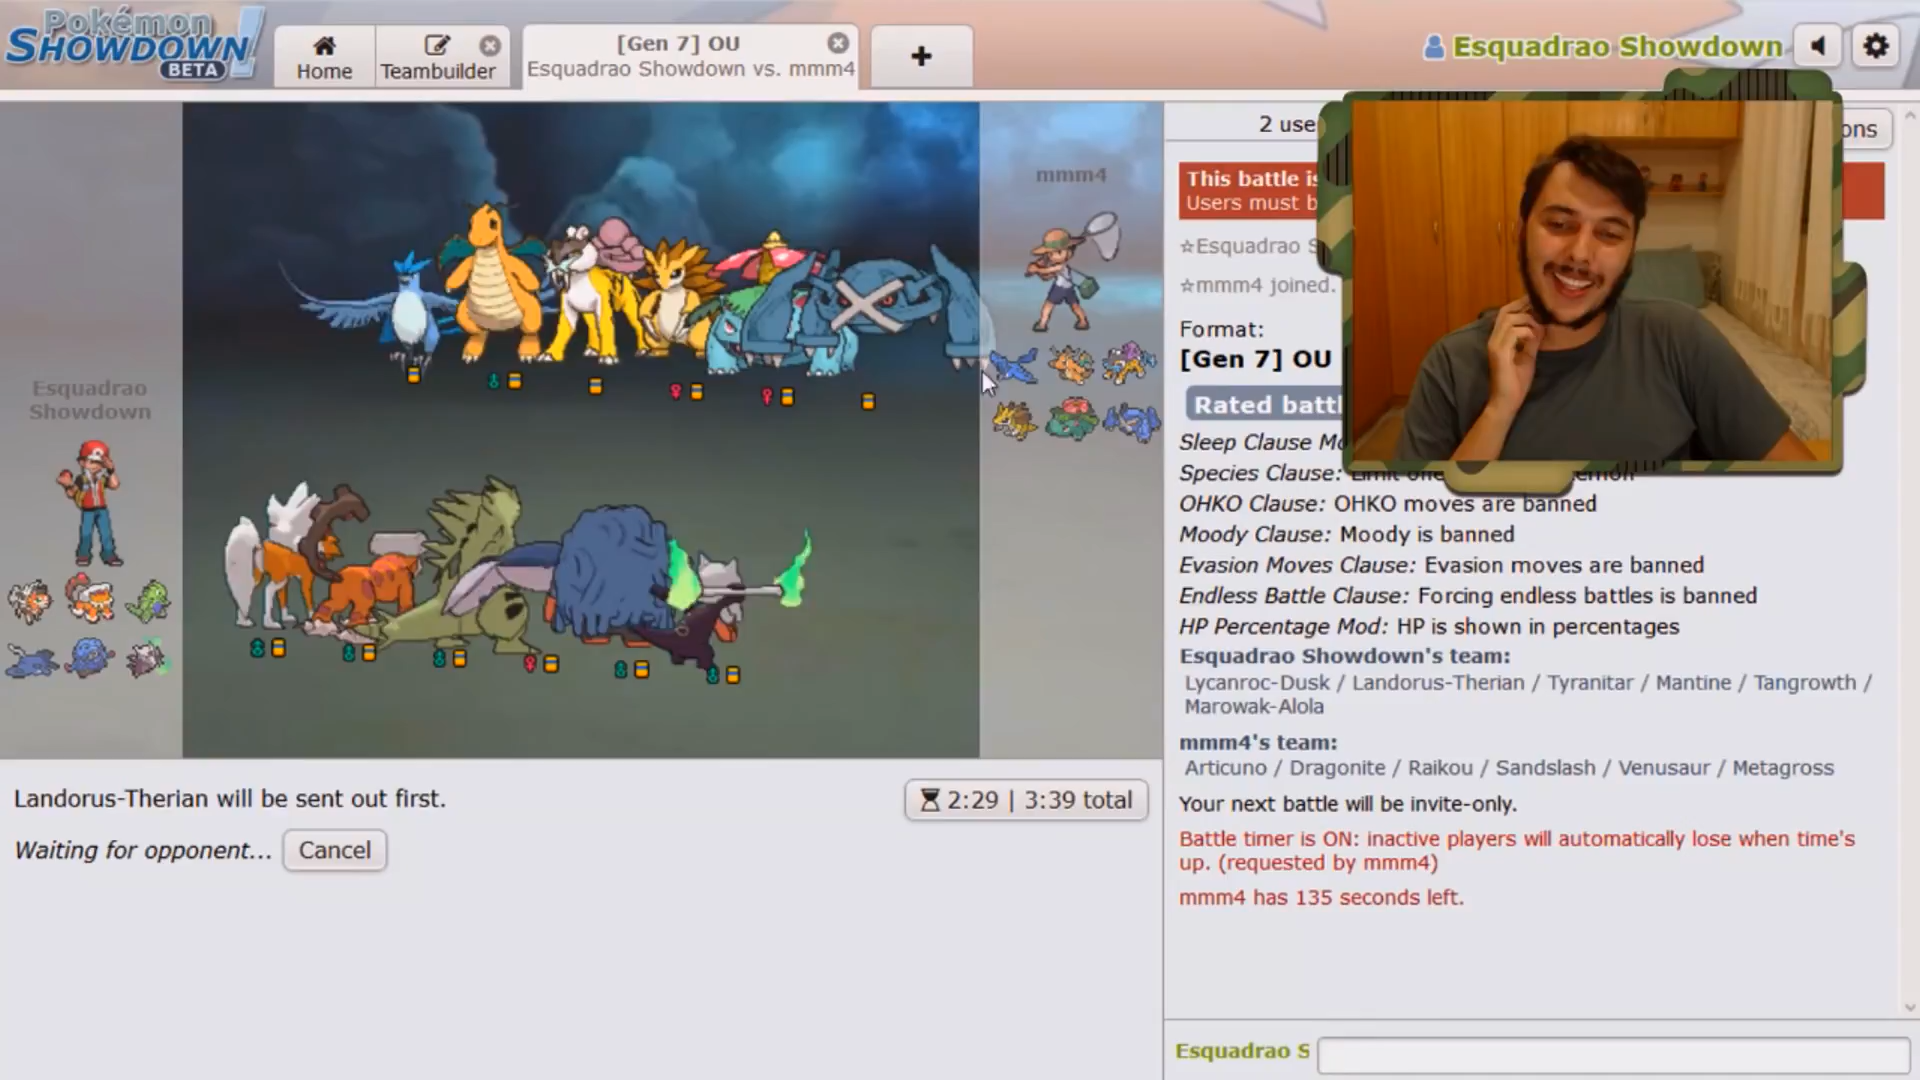 Pokémon
SHOWDOWN!
BETA
Home
Teambuilder
[Gen 7] OU
Esquadrao Showdown vs. mmm4
+
Esquadrao Showdown
mmm4
Esquadrao
Showdown
2 use
ons
This battle is
Users must b
☆Esquadrao S
☆mmm4 joined.
Format:
[Gen 7] OU
Rated battl
Sleep Clause Mo
Species Clause: Limit one
OHKO Clause: OHKO moves are banned
Moody Clause: Moody is banned
Evasion Moves Clause: Evasion moves are banned
Endless Battle Clause: Forcing endless battles is banned
HP Percentage Mod: HP is shown in percentages
Esquadrao Showdown's team:
Lycanroc-Dusk / Landorus-Therian / Tyranitar / Mantine / Tangrowth /
Marowak-Alola
mmm4's team:
Articuno / Dragonite / Raikou / Sandslash / Venusaur / Metagross
Your next battle will be invite-only.
Battle timer is ON: inactive players will automatically lose when time's
up. (requested by mmm4)
mmm4 has 135 seconds left.
Landorus-Therian will be sent out first.
2:29 | 3:39 total
Waiting for opponent...
Cancel
Esquadrao S